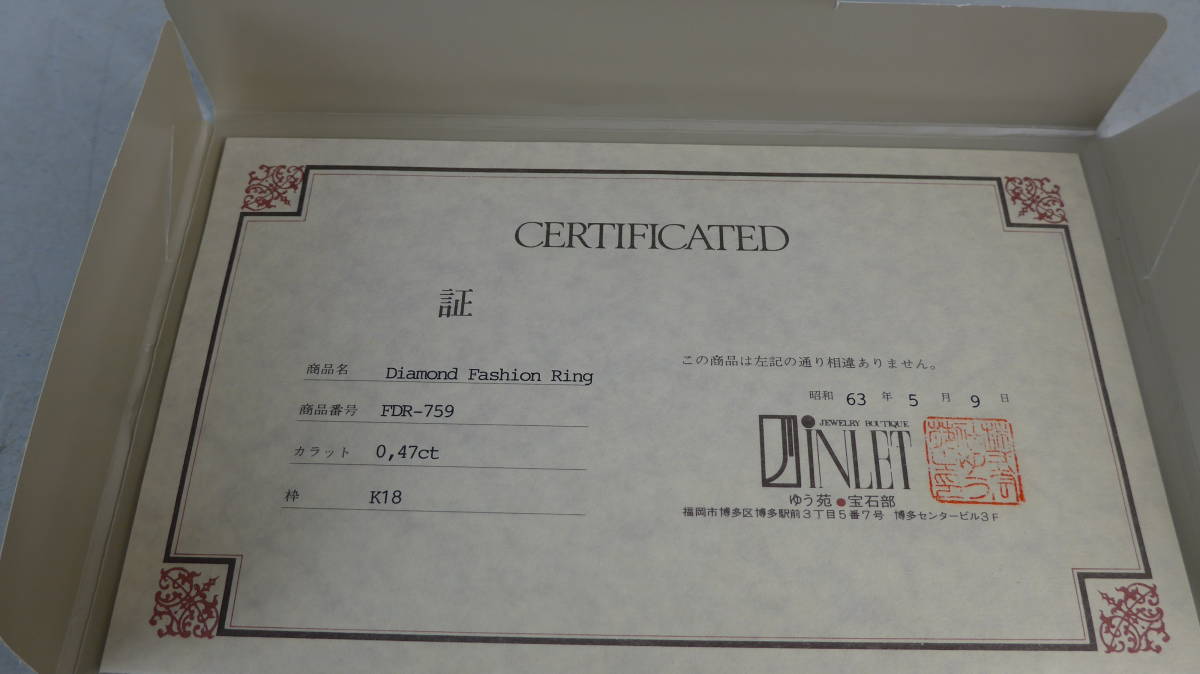 CERTIFICATED
証
商品名 Diamond Fashion Ring
商品番号 FDR-759
カラット 0,47ct
枠 K18
この商品は左記の通り相違ありません。
昭和 63 年 5 月 9 日
JEWELRY BOUTIQUE
INLET
ゆう苑●宝石部
福岡市博多区博多駅前3丁目5番7号 博多センタービル3F